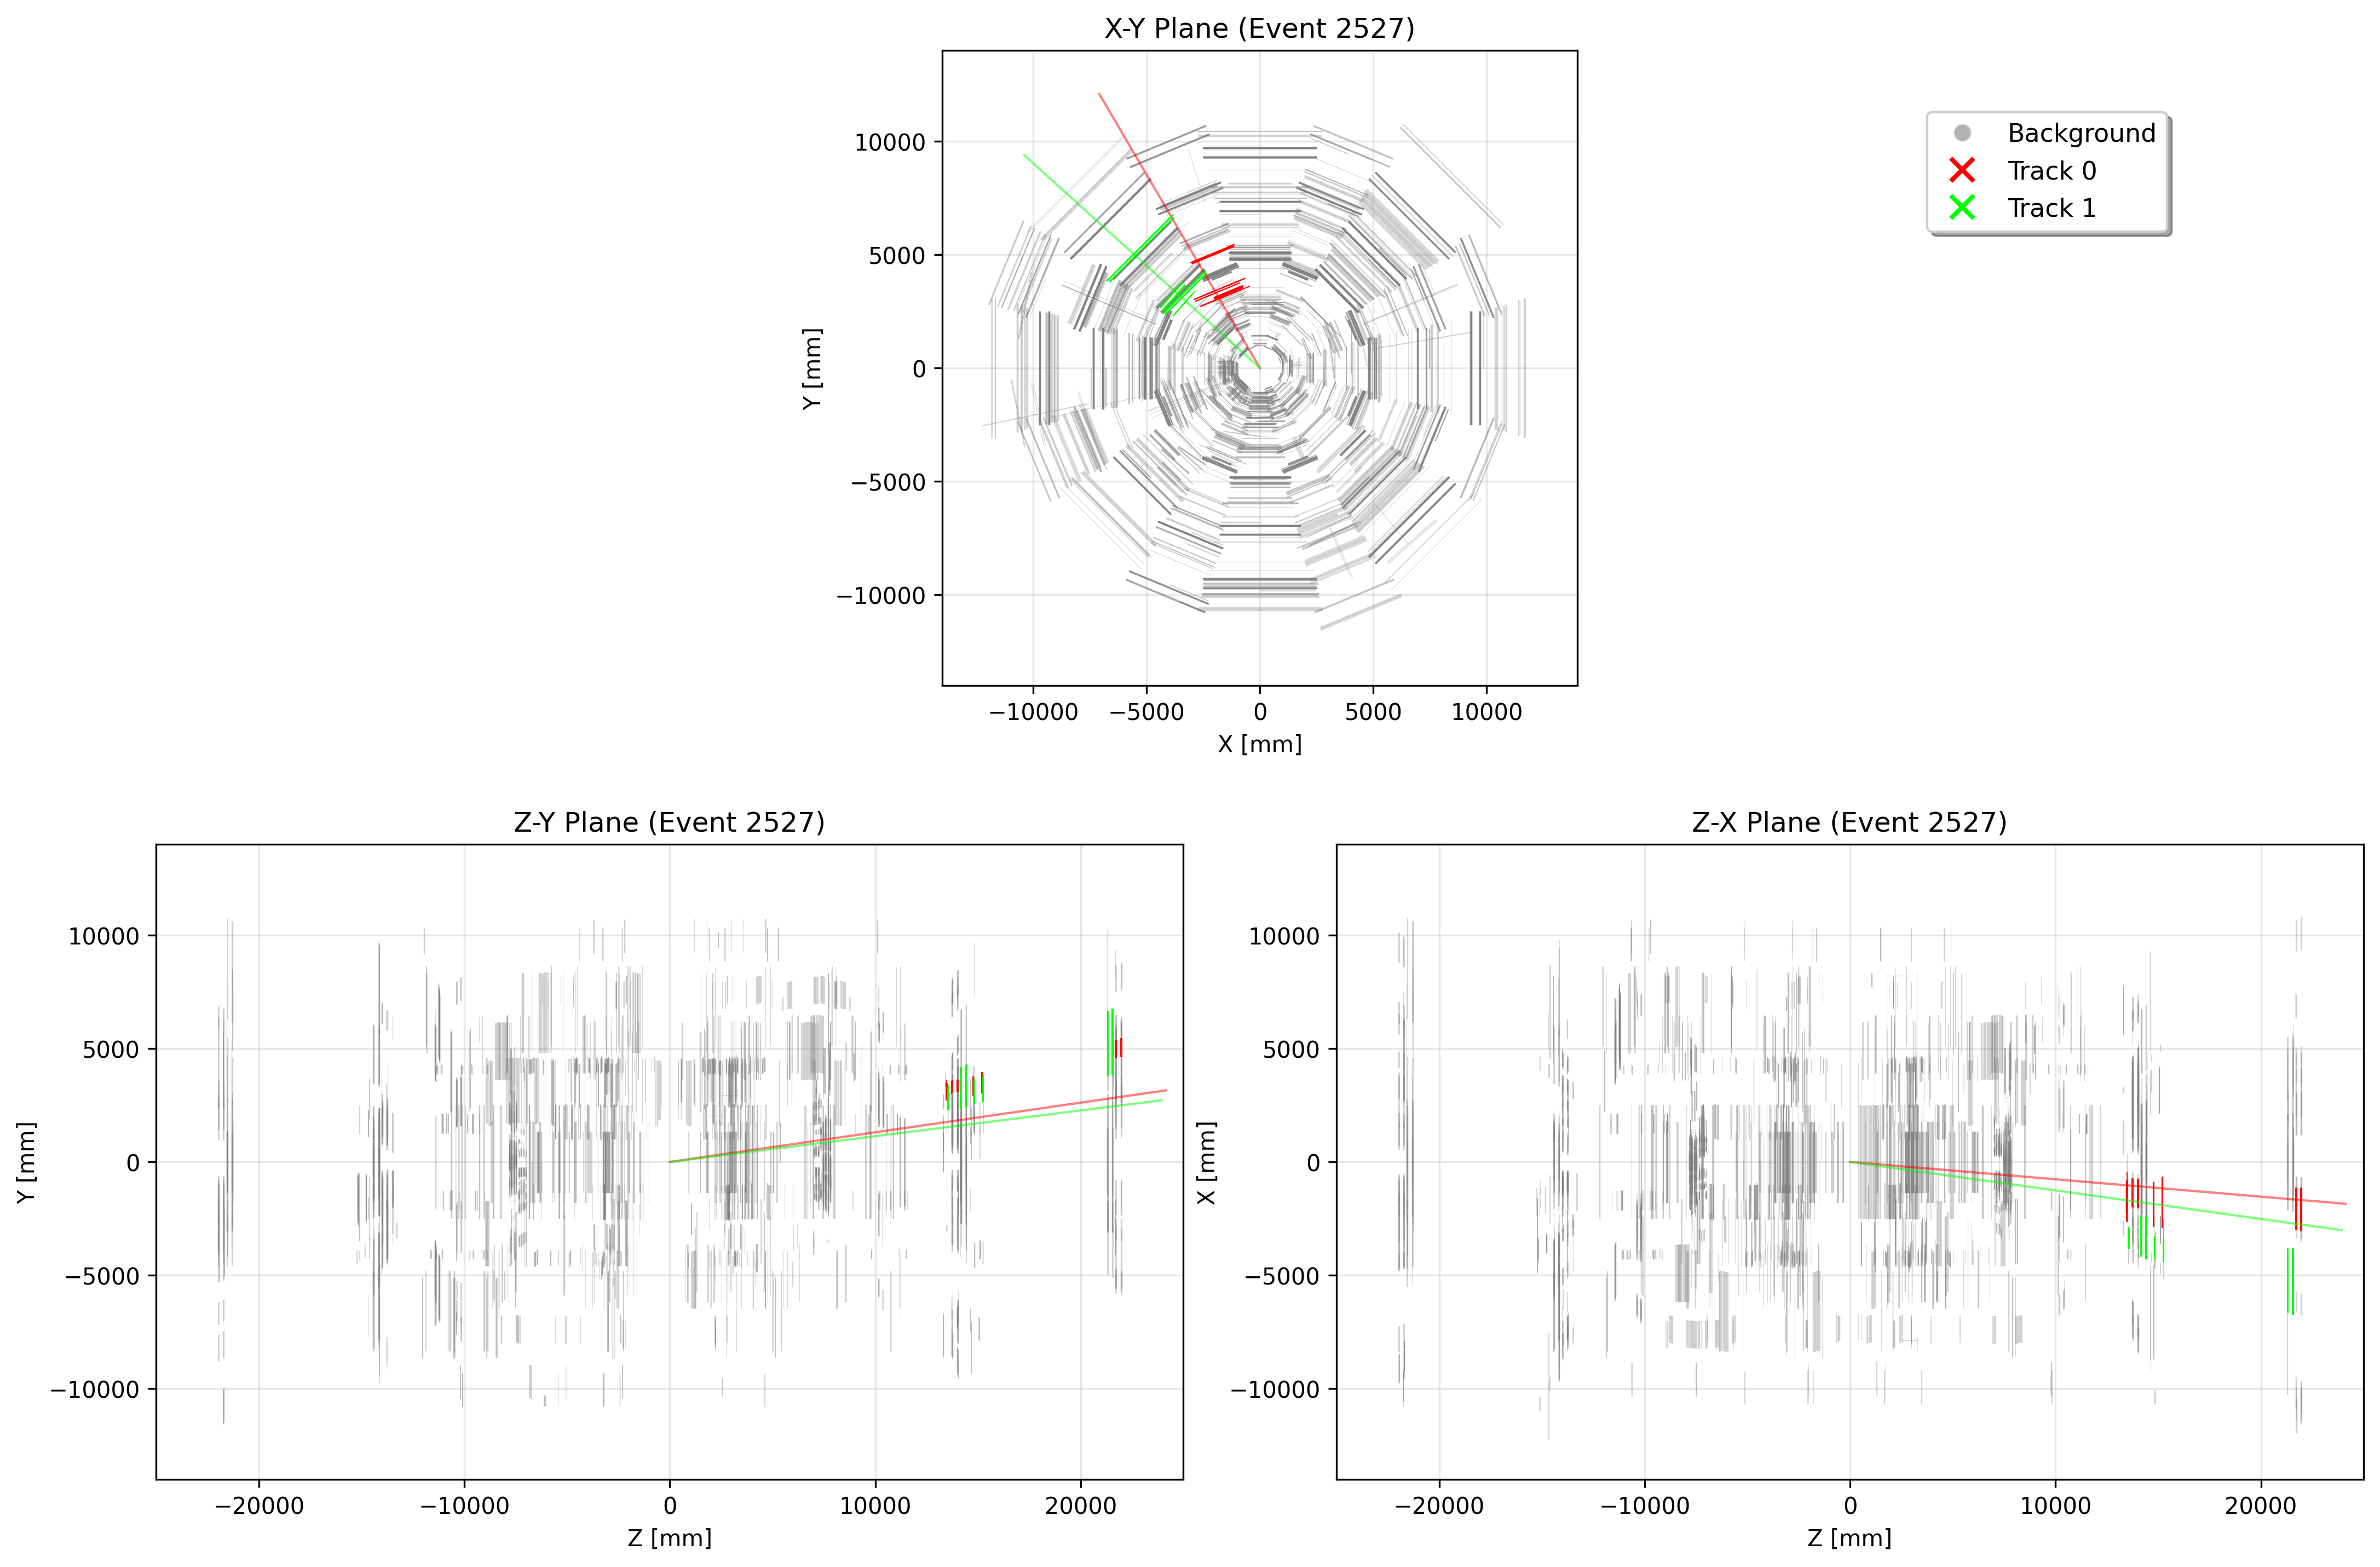 X-Y Plane (Event 2527)
Background
Track 0
Track 1
10000
5000
0
−5000
−10000
Y [mm]
−10000 −5000 0 5000 10000
X [mm]
Z-Y Plane (Event 2527)
10000
5000
0
−5000
−10000
Y [mm]
−20000 −10000 0 10000 20000
Z [mm]
Z-X Plane (Event 2527)
10000
5000
0
−5000
−10000
X [mm]
−20000 −10000 0 10000 20000
Z [mm]